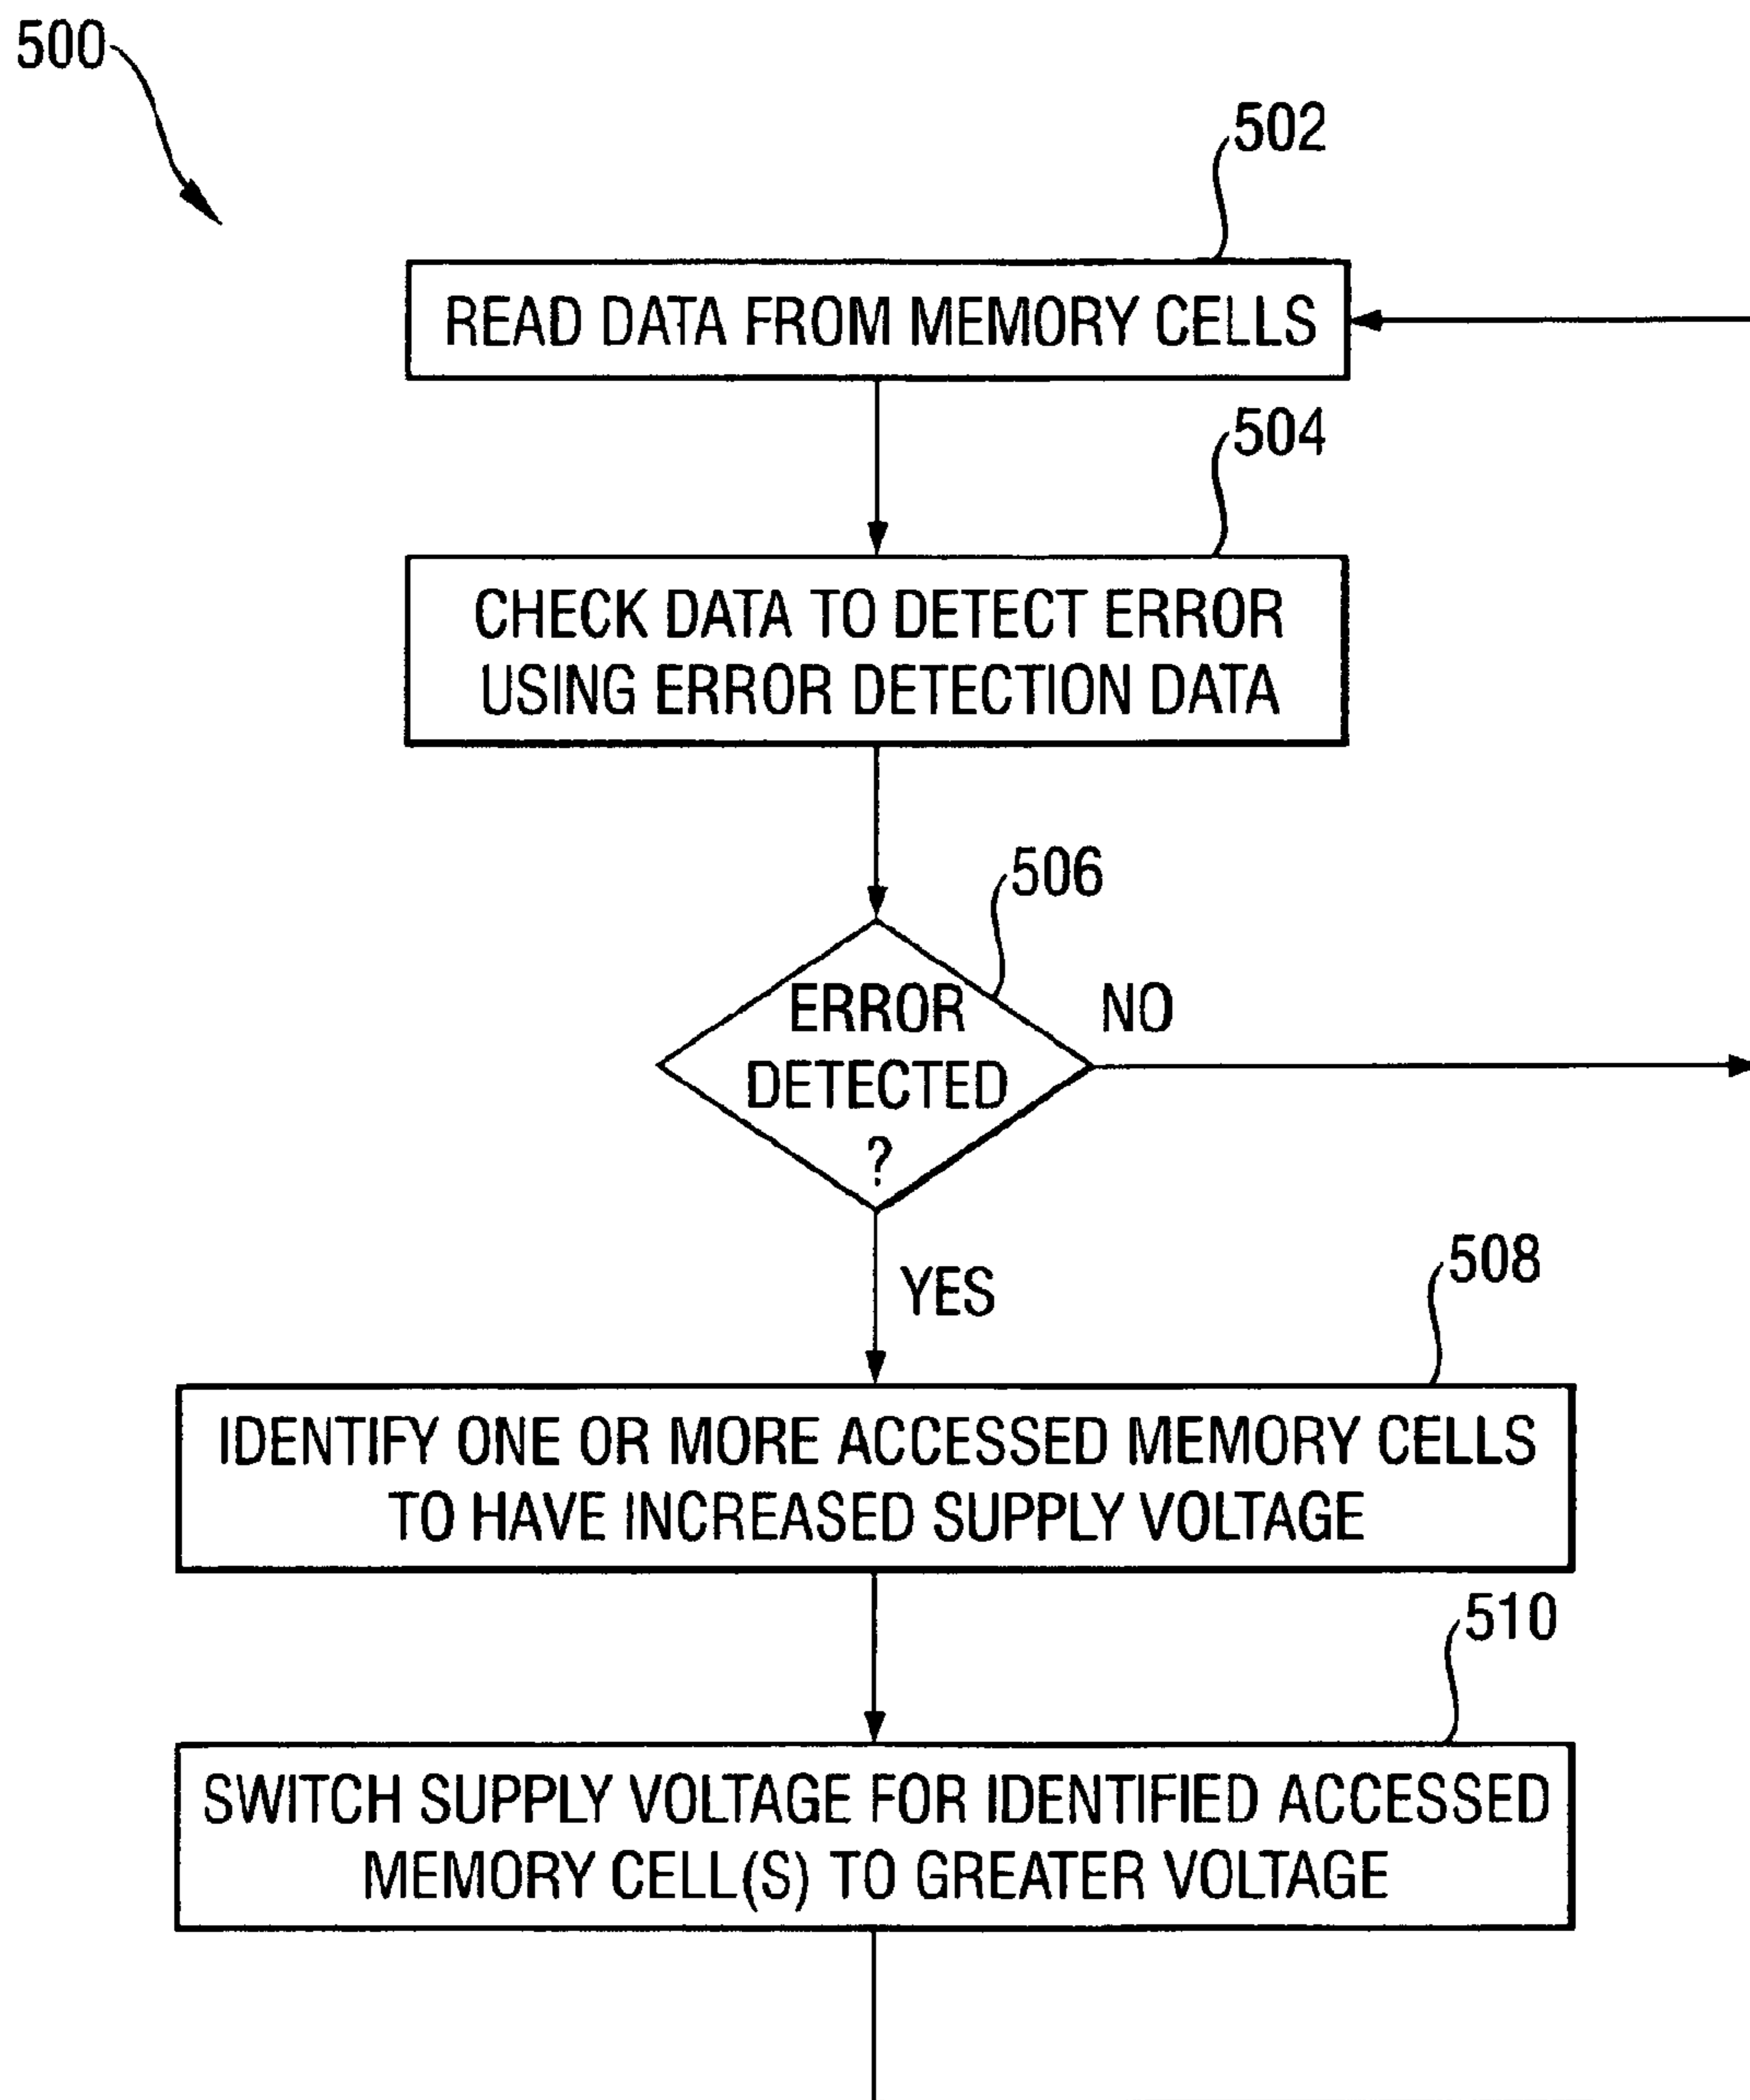 500
502
READ DATA FROM MEMORY CELLS
504
CHECK DATA TO DETECT ERROR
USING ERROR DETECTION DATA
506
ERROR
DETECTED
?
NO
YES
508
IDENTIFY ONE OR MORE ACCESSED MEMORY CELLS
TO HAVE INCREASED SUPPLY VOLTAGE
510
SWITCH SUPPLY VOLTAGE FOR IDENTIFIED ACCESSED
MEMORY CELL(S) TO GREATER VOLTAGE